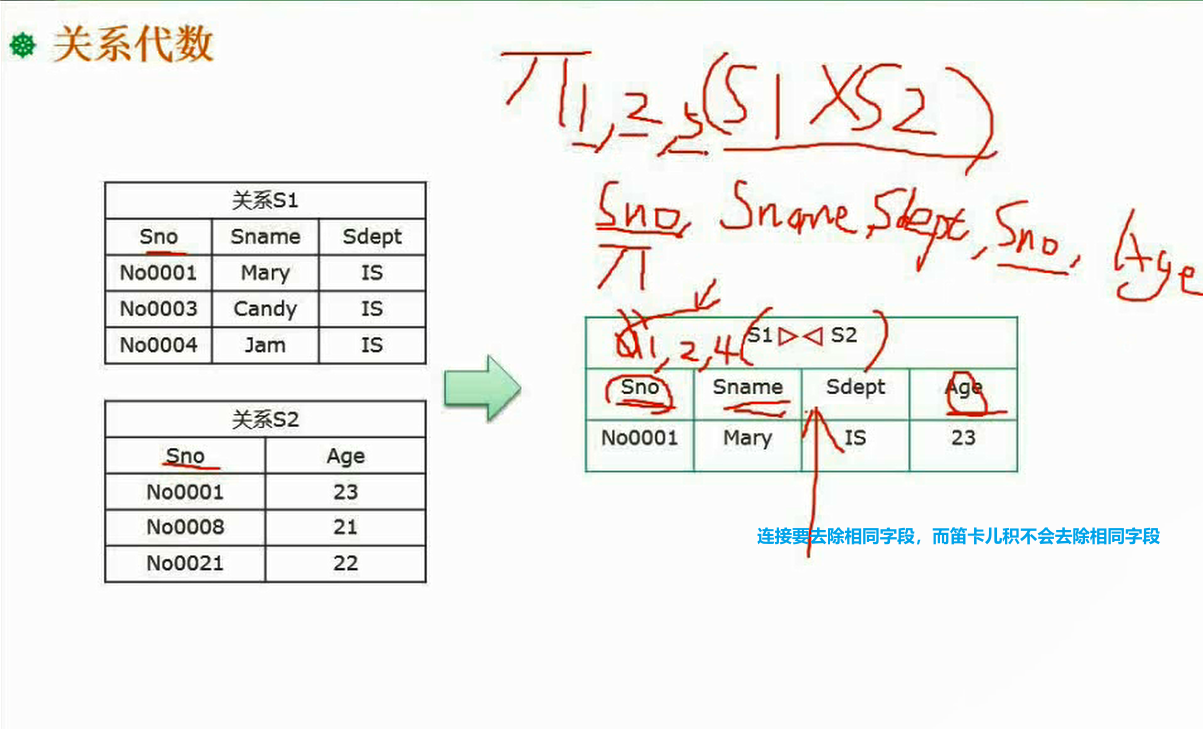 关系代数
π1,2,5(S1×S2)
Sno, Sname, Sdept, Sno, Age
π
1,2,4(S1▷◁S2)
关系S1
Sno Sname Sdept
No0001 Mary IS
No0003 Candy IS
No0004 Jam IS
关系S2
Sno Age
No0001 23
No0008 21
No0021 22
Sno Sname Sdept Age
No0001 Mary IS 23
连接要去除相同字段，而笛卡儿积不会去除相同字段